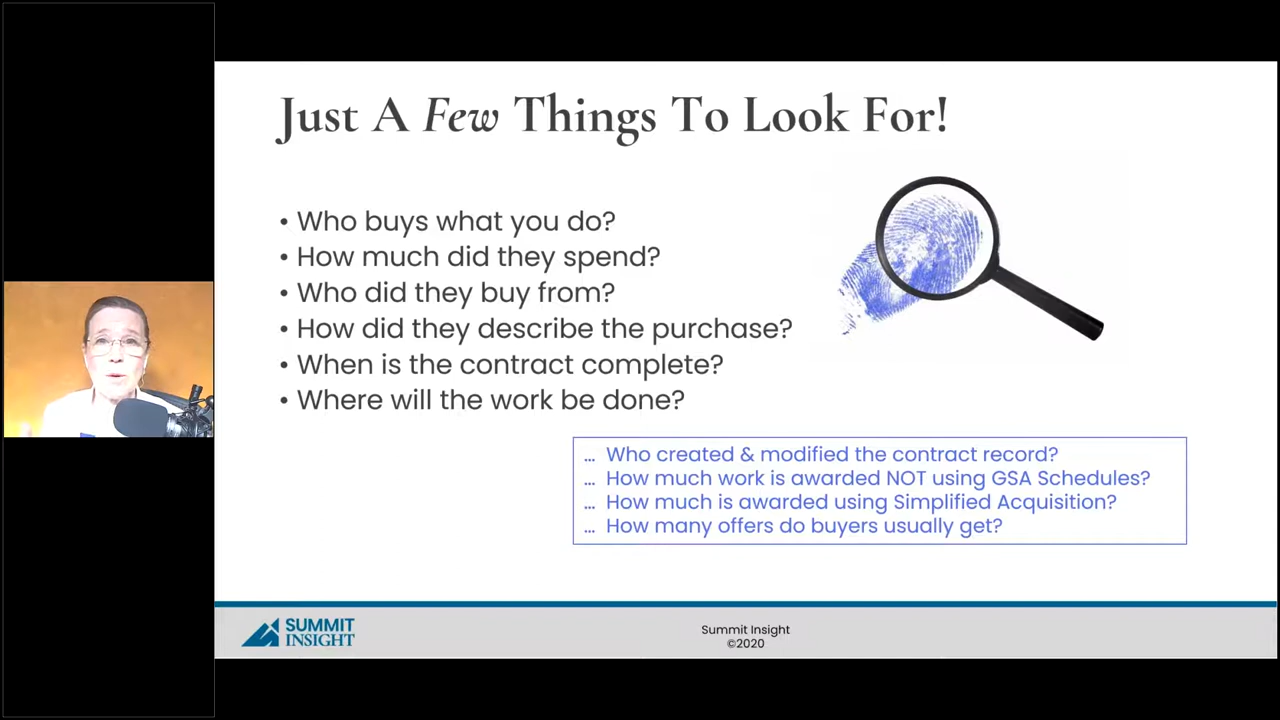 Just A Few Things To Look For!
• Who buys what you do?
• How much did they spend?
• Who did they buy from?
• How did they describe the purchase?
• When is the contract complete?
• Where will the work be done?
... Who created & modified the contract record?
... How much work is awarded NOT using GSA Schedules?
... How much is awarded using Simplified Acquisition?
... How many offers do buyers usually get?
SUMMIT
INSIGHT
Summit Insight
©2020